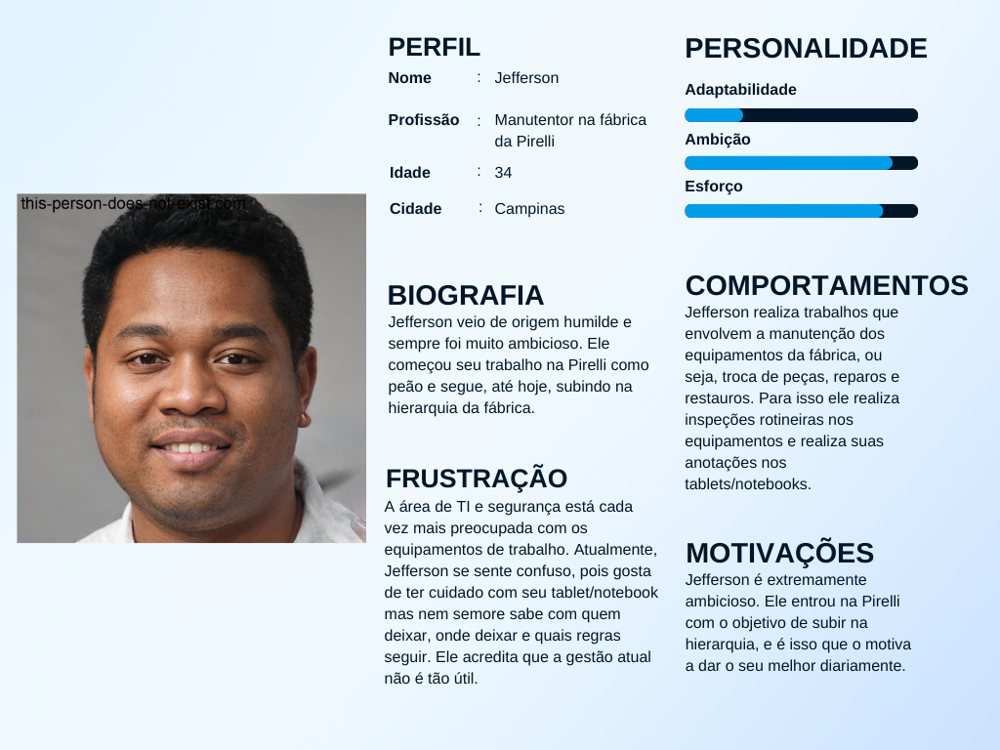 this-person-does-not-exist.com
PERFIL
Nome : Jefferson
Profissão : Manutentor na fábrica
da Pirelli
Idade : 34
Cidade : Campinas
BIOGRAFIA
Jefferson veio de origem humilde e
sempre foi muito ambicioso. Ele
começou seu trabalho na Pirelli como
peão e segue, até hoje, subindo na
hierarquia da fábrica.
FRUSTRAÇÃO
A área de TI e segurança está cada
vez mais preocupada com os
equipamentos de trabalho. Atualmente,
Jefferson se sente confuso, pois gosta
de ter cuidado com seu tablet/notebook
mas nem semore sabe com quem
deixar, onde deixar e quais regras
seguir. Ele acredita que a gestão atual
não é tão útil.
PERSONALIDADE
Adaptabilidade
Ambição
Esforço
COMPORTAMENTOS
Jefferson realiza trabalhos que
envolvem a manutenção dos
equipamentos da fábrica, ou
seja, troca de peças, reparos e
restauros. Para isso ele realiza
inspeções rotineiras nos
equipamentos e realiza suas
anotações nos
tablets/notebooks.
MOTIVAÇÕES
Jefferson é extremamente
ambicioso. Ele entrou na Pirelli
com o objetivo de subir na
hierarquia, e é isso que o motiva
a dar o seu melhor diariamente.